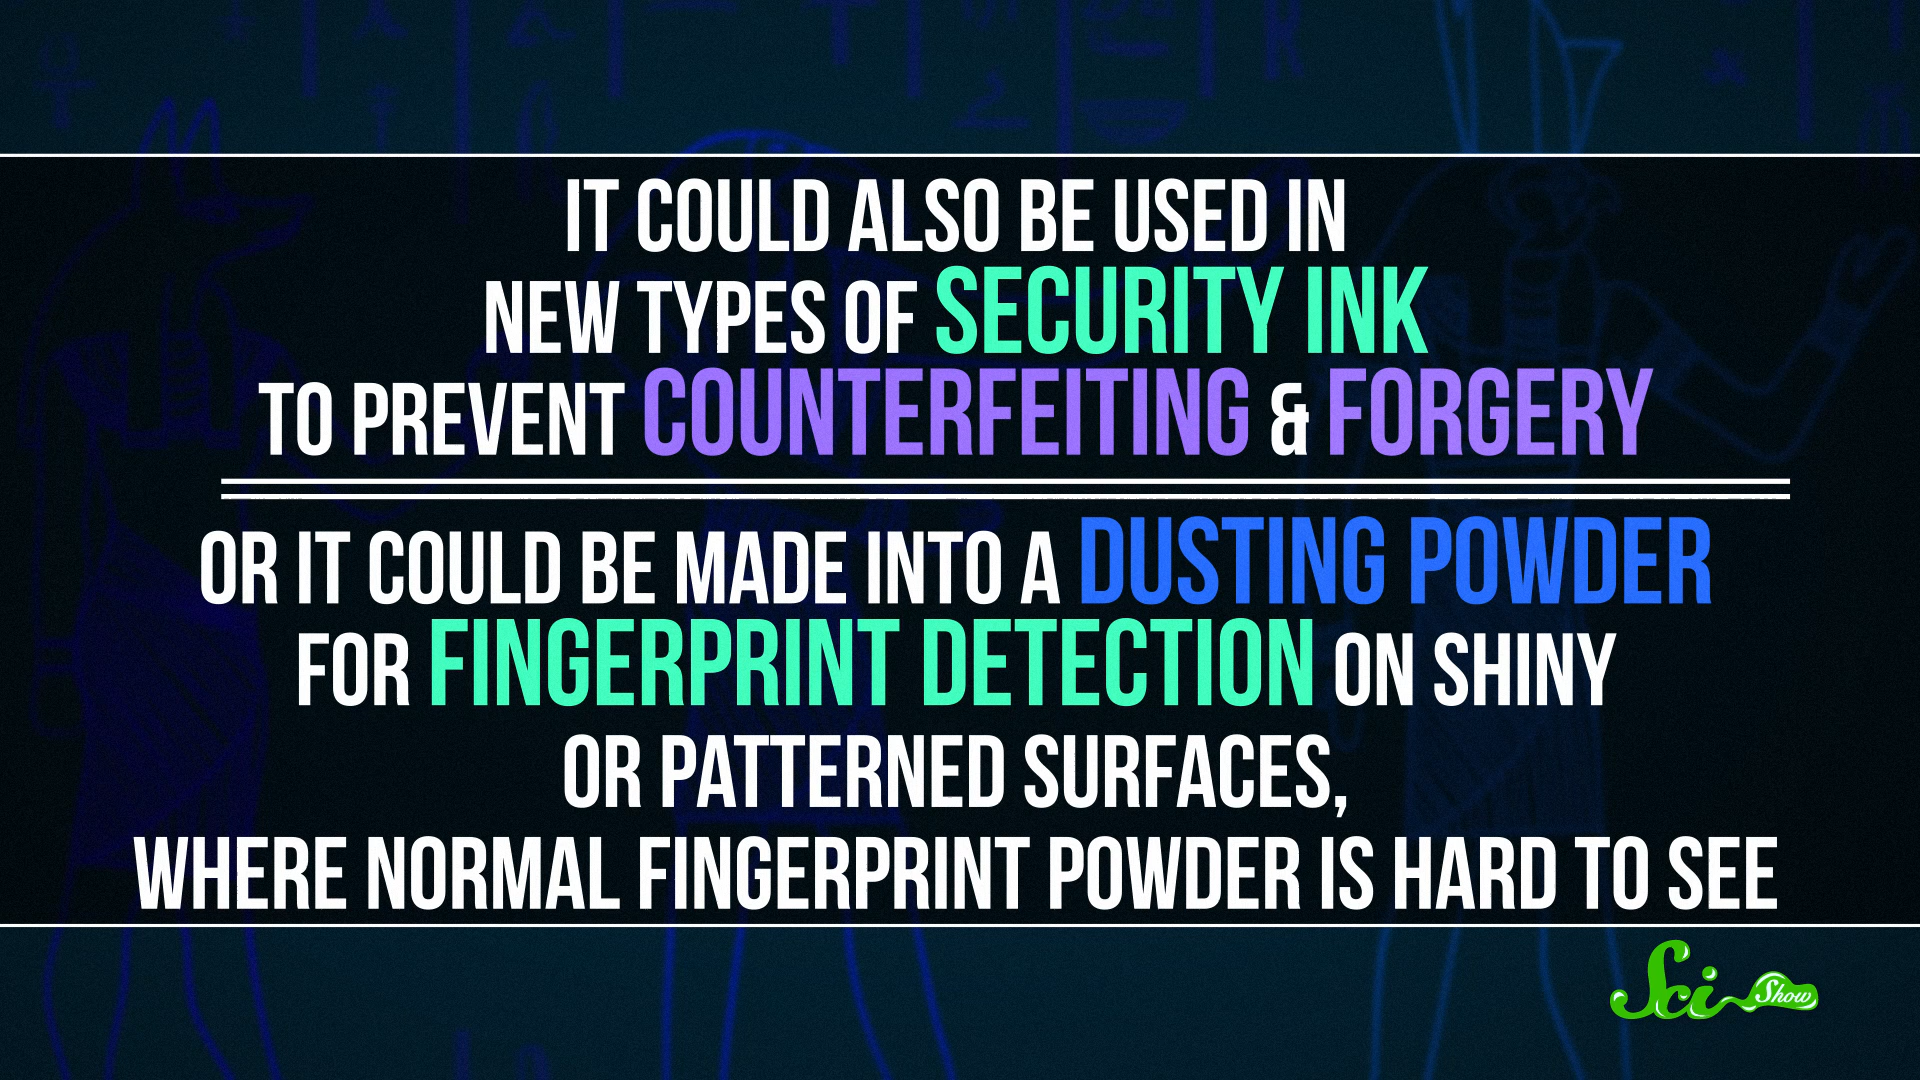 IT COULD ALSO BE USED IN
NEW TYPES OF SECURITY INK
TO PREVENT COUNTERFEITING & FORGERY
OR IT COULD BE MADE INTO A DUSTING POWDER
FOR FINGERPRINT DETECTION ON SHINY
OR PATTERNED SURFACES,
WHERE NORMAL FINGERPRINT POWDER IS HARD TO SEE
Sci Show